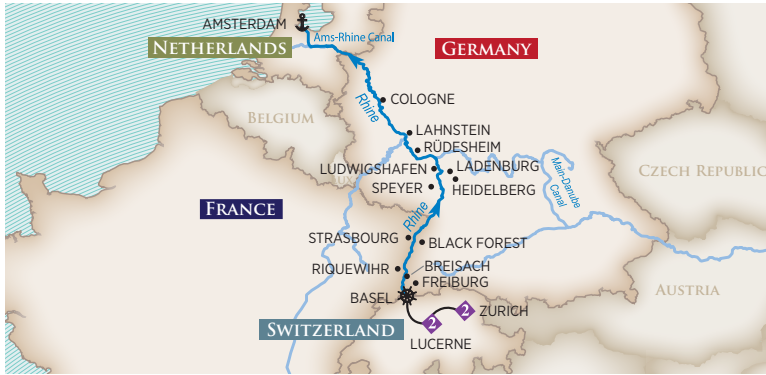 AMSTERDAM
Ams-Rhine Canal
NETHERLANDS
GERMANY
COLOGNE
Rhine
BELGIUM
LAHNSTEIN
RÜDESHEIM
LUDWIGSHAFEN
LADENBURG
SPEYER
HEIDELBERG
Main-Danube
Canal
CZECH REPUBLIC
FRANCE
Rhine
STRASBOURG
BLACK FOREST
RIQUEWIHR
BREISACH
FREIBURG
BASEL
AUSTRIA
2
2
ZURICH
SWITZERLAND
LUCERNE